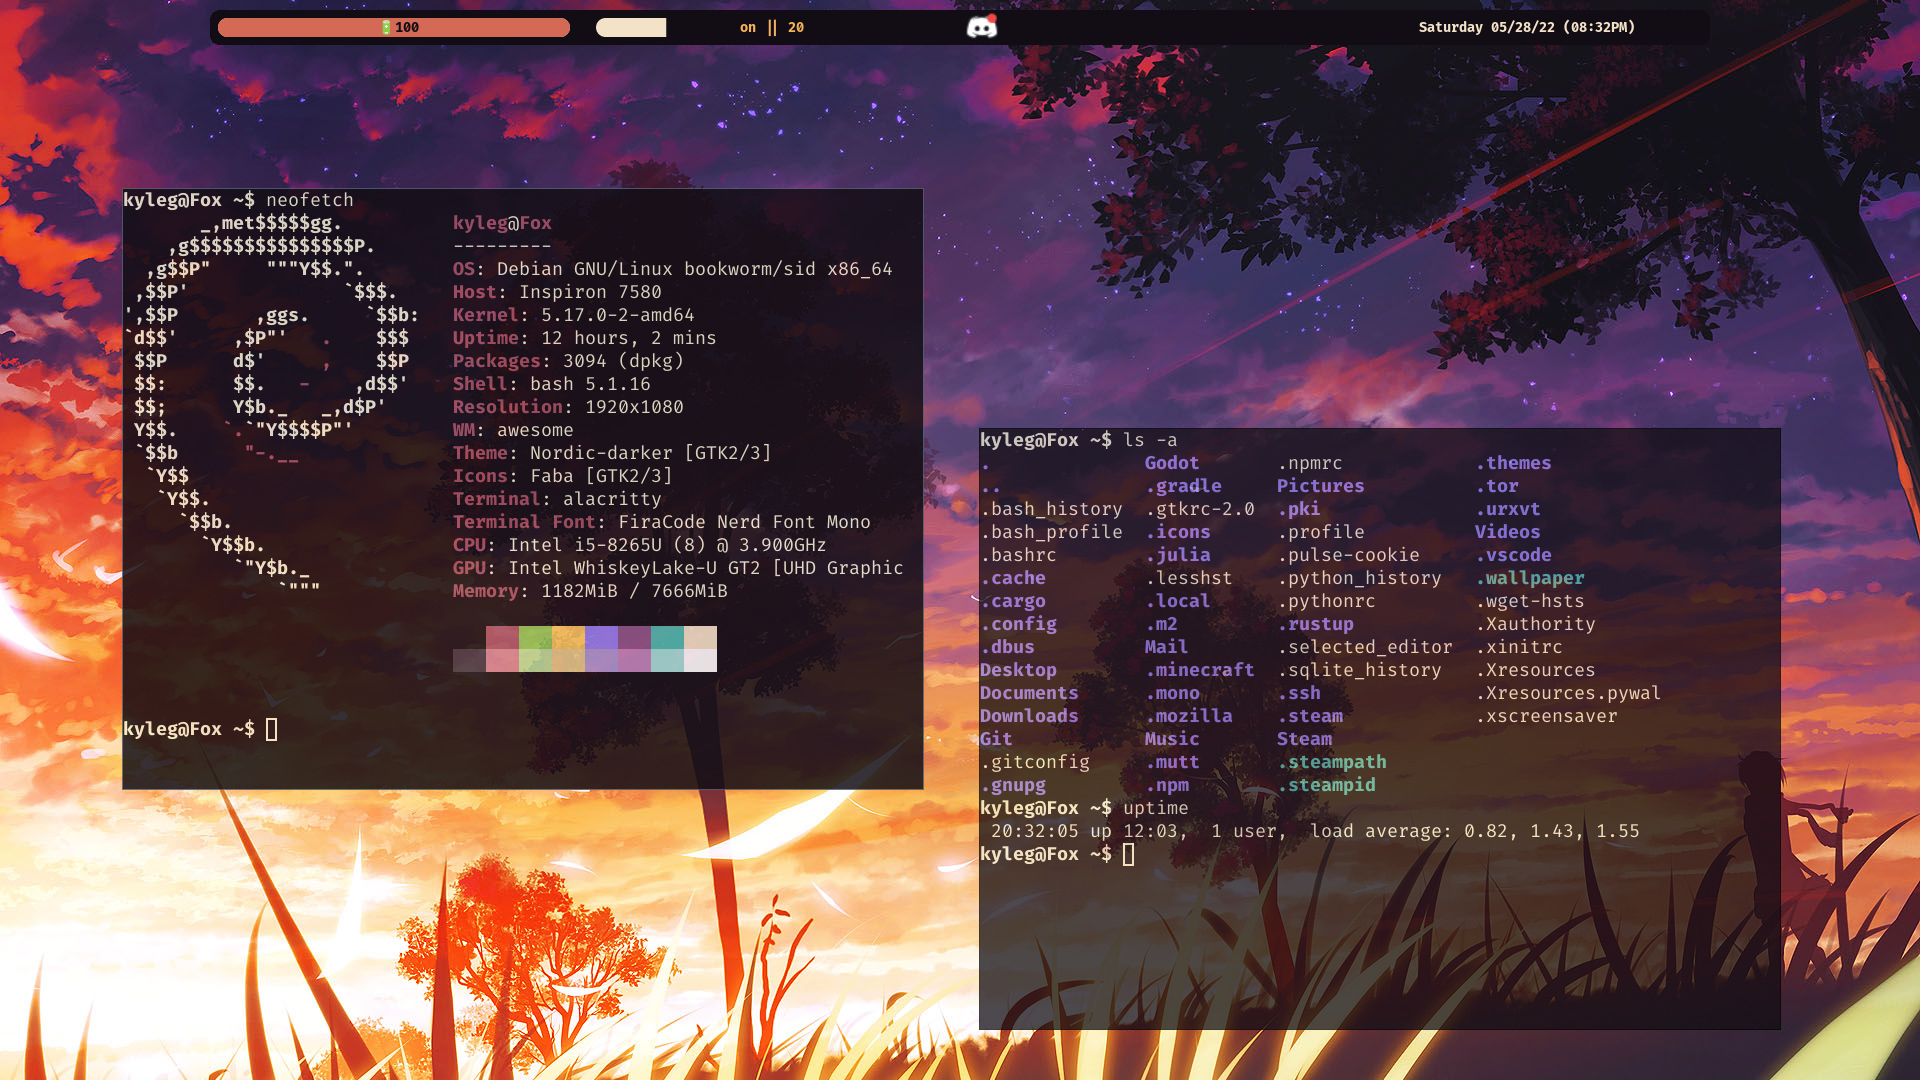 100
on || 20
Saturday 05/28/22 (08:32PM)
kyleg@Fox ~$ neofetch
       _,met$$$$$gg.
    ,g$$$$$$$$$$$$$$$P.
  ,g$$P"     """Y$$.".
 ,$$P'              `$$$.
',$$P       ,ggs.     `$$b:
`d$$'     ,$P"'   .    $$$
 $$P      d$'     ,    $$P
 $$:      $$.   -    ,d$$'
 $$;      Y$b._   _,d$P'
 Y$$.    `.`"Y$$$$P"'
 `$$b      "-.__
  `Y$$
   `Y$$.
     `$$b.
       `Y$$b.
          `"Y$b._
              `"""
kyleg@Fox
---------
OS: Debian GNU/Linux bookworm/sid x86_64
Host: Inspiron 7580
Kernel: 5.17.0-2-amd64
Uptime: 12 hours, 2 mins
Packages: 3094 (dpkg)
Shell: bash 5.1.16
Resolution: 1920x1080
WM: awesome
Theme: Nordic-darker [GTK2/3]
Icons: Faba [GTK2/3]
Terminal: alacritty
Terminal Font: FiraCode Nerd Font Mono
CPU: Intel i5-8265U (8) @ 3.900GHz
GPU: Intel WhiskeyLake-U GT2 [UHD Graphic
Memory: 1182MiB / 7666MiB
kyleg@Fox ~$
kyleg@Fox ~$ ls -a
. Godot .npmrc .themes
.. .gradle Pictures .tor
.bash_history .gtkrc-2.0 .pki .urxvt
.bash_profile .icons .profile Videos
.bashrc .julia .pulse-cookie .vscode
.cache .lesshst .python_history .wallpaper
.cargo .local .pythonrc .wget-hsts
.config .m2 .rustup .Xauthority
.dbus Mail .selected_editor .xinitrc
Desktop .minecraft .sqlite_history .Xresources
Documents .mono .ssh .Xresources.pywal
Downloads .mozilla .steam .xscreensaver
Git Music Steam
.gitconfig .mutt .steampath
.gnupg .npm .steampid
kyleg@Fox ~$ uptime
 20:32:05 up 12:03,  1 user,  load average: 0.82, 1.43, 1.55
kyleg@Fox ~$